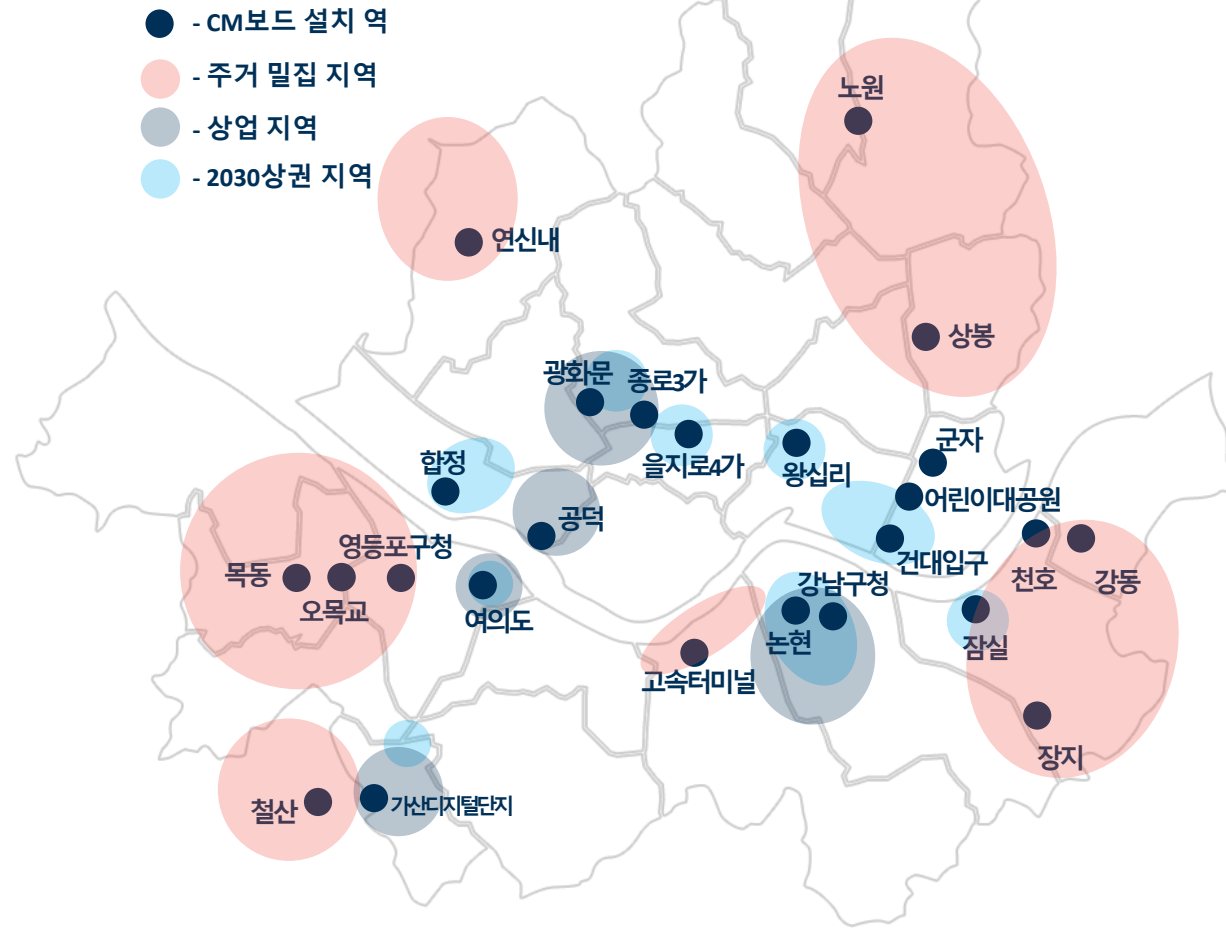 - CM보드 설치 역
- 주거 밀집 지역
- 상업 지역
- 2030상권 지역
노원
연신내
상봉
광화문
종로3가
군자
합정
을지로4가
왕십리
어린이대공원
공덕
영등포구청
건대입구
목동
천호
강동
강남구청
오목교
여의도
논현
잠실
고속터미널
장지
철산
가산디지털단지